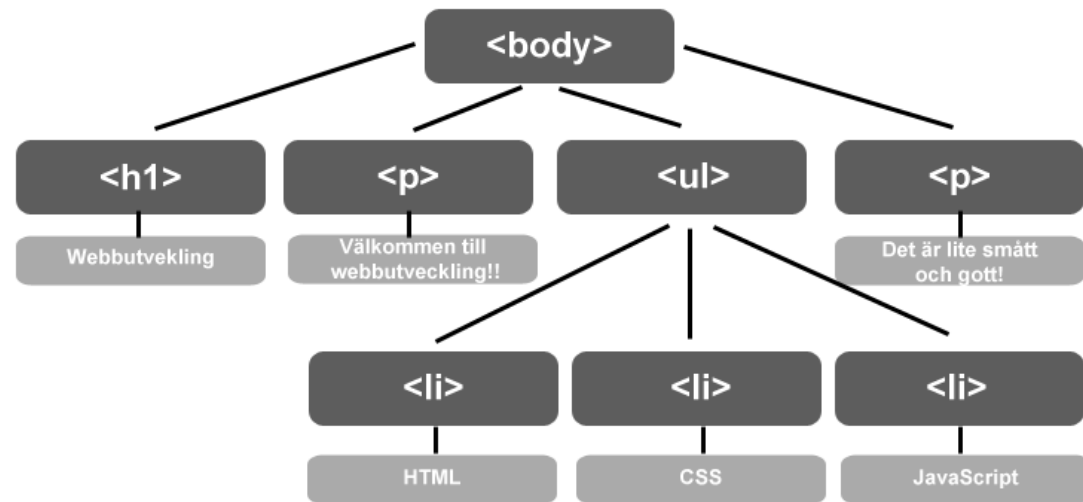 <body>
<h1>
<p>
<ul>
<p>
Webbutvekling
Välkommen till
webbutveckling!!
Det är lite smått
och gott!
<li>
<li>
<li>
HTML
CSS
JavaScript